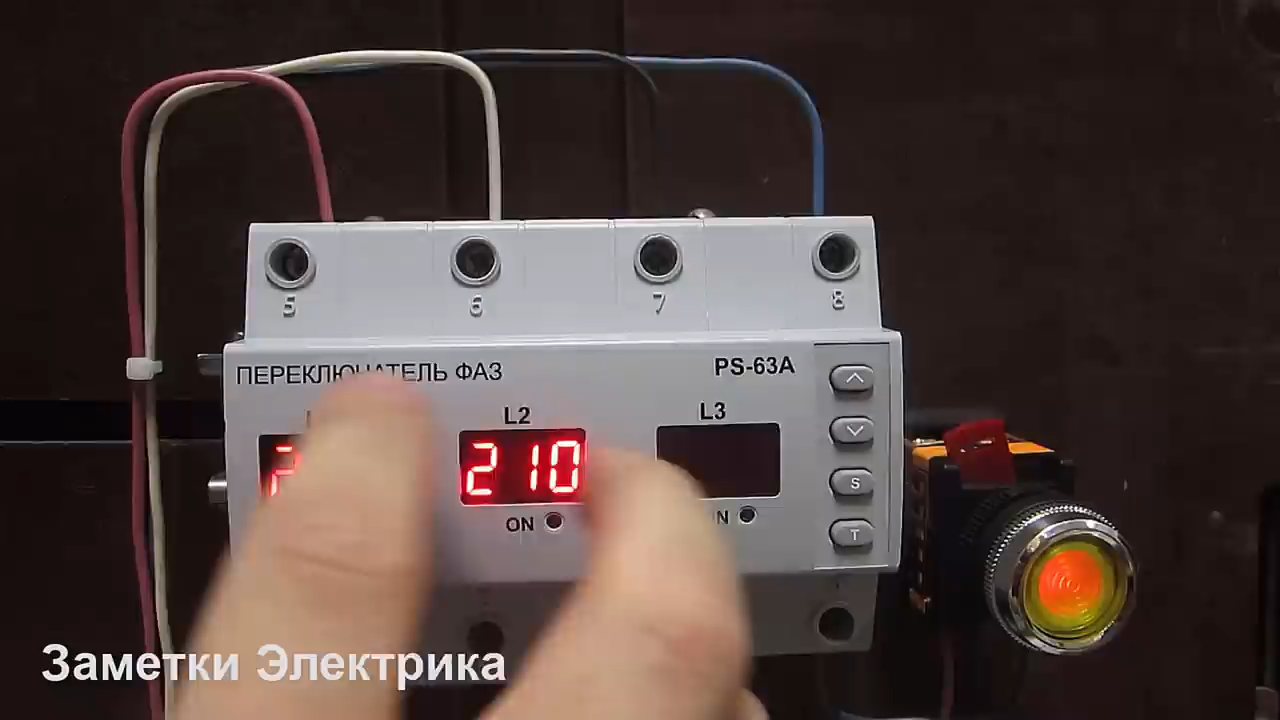 5 6 7 8
ПЕРЕКЛЮЧАТЕЛЬ ФАЗ PS-63A
L2 L3
210
ON
S
T
Заметки Электрика